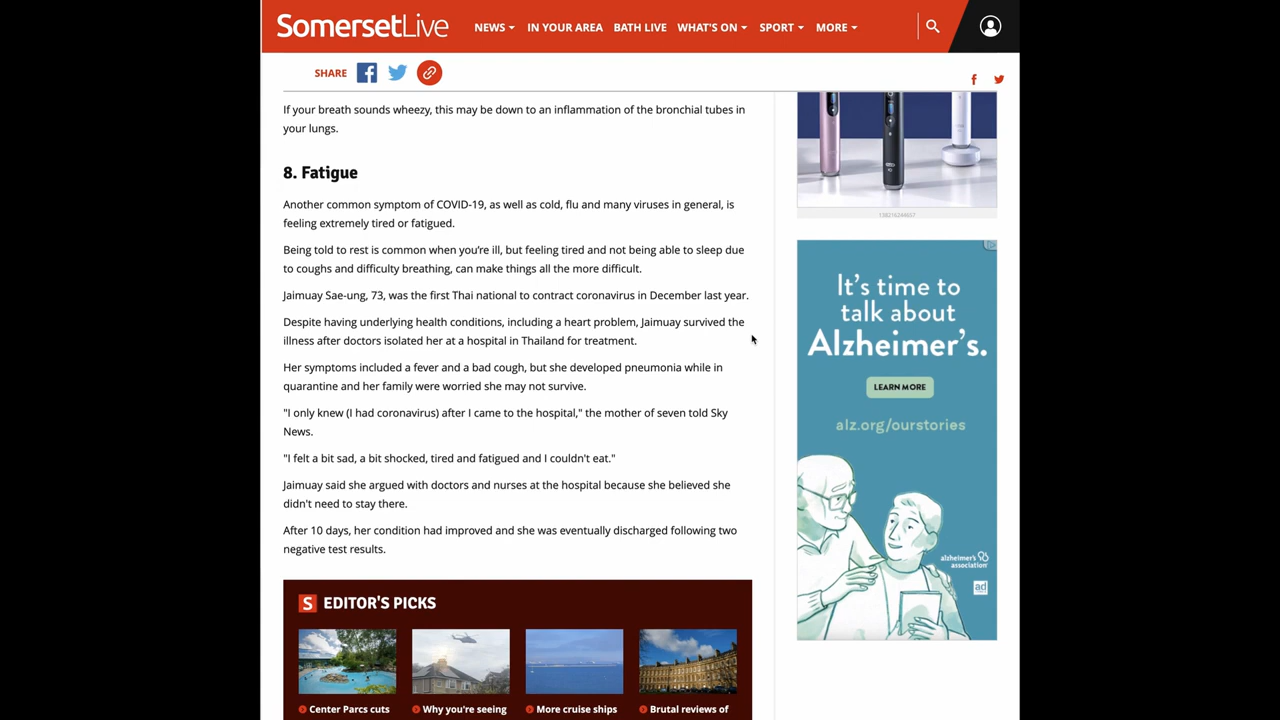 SomersetLive
NEWS IN YOUR AREA BATH LIVE WHAT'S ON SPORT MORE
SHARE
If your breath sounds wheezy, this may be down to an inflammation of the bronchial tubes in
your lungs.
8. Fatigue
Another common symptom of COVID-19, as well as cold, flu and many viruses in general, is
feeling extremely tired or fatigued.
Being told to rest is common when you're ill, but feeling tired and not being able to sleep due
to coughs and difficulty breathing, can make things all the more difficult.
Jaimuay Sae-ung, 73, was the first Thai national to contract coronavirus in December last year.
Despite having underlying health conditions, including a heart problem, Jaimuay survived the
illness after doctors isolated her at a hospital in Thailand for treatment.
Her symptoms included a fever and a bad cough, but she developed pneumonia while in
quarantine and her family were worried she may not survive.
"I only knew (I had coronavirus) after I came to the hospital," the mother of seven told Sky
News.
"I felt a bit sad, a bit shocked, tired and fatigued and I couldn't eat."
Jaimuay said she argued with doctors and nurses at the hospital because she believed she
didn't need to stay there.
After 10 days, her condition had improved and she was eventually discharged following two
negative test results.
S EDITOR'S PICKS
Center Parcs cuts
Why you're seeing
More cruise ships
Brutal reviews of
It's time to
talk about
Alzheimer's.
LEARN MORE
alz.org/ourstories
alzheimer's
association
ad